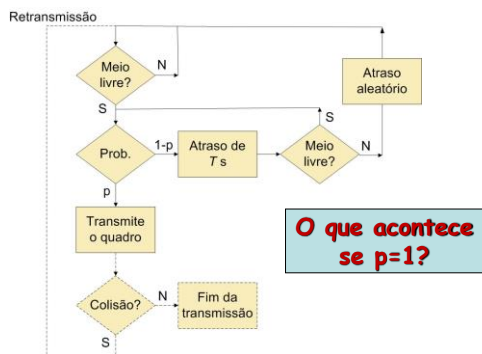 Retransmissão
Meio
livre?
N
Atraso
aleatório
S
S
Prob.
1-p
Atraso de
T s
Meio
livre?
N
p
Transmite
o quadro
O que acontece
se p=1?
Colisão?
N
Fim da
transmissão
S